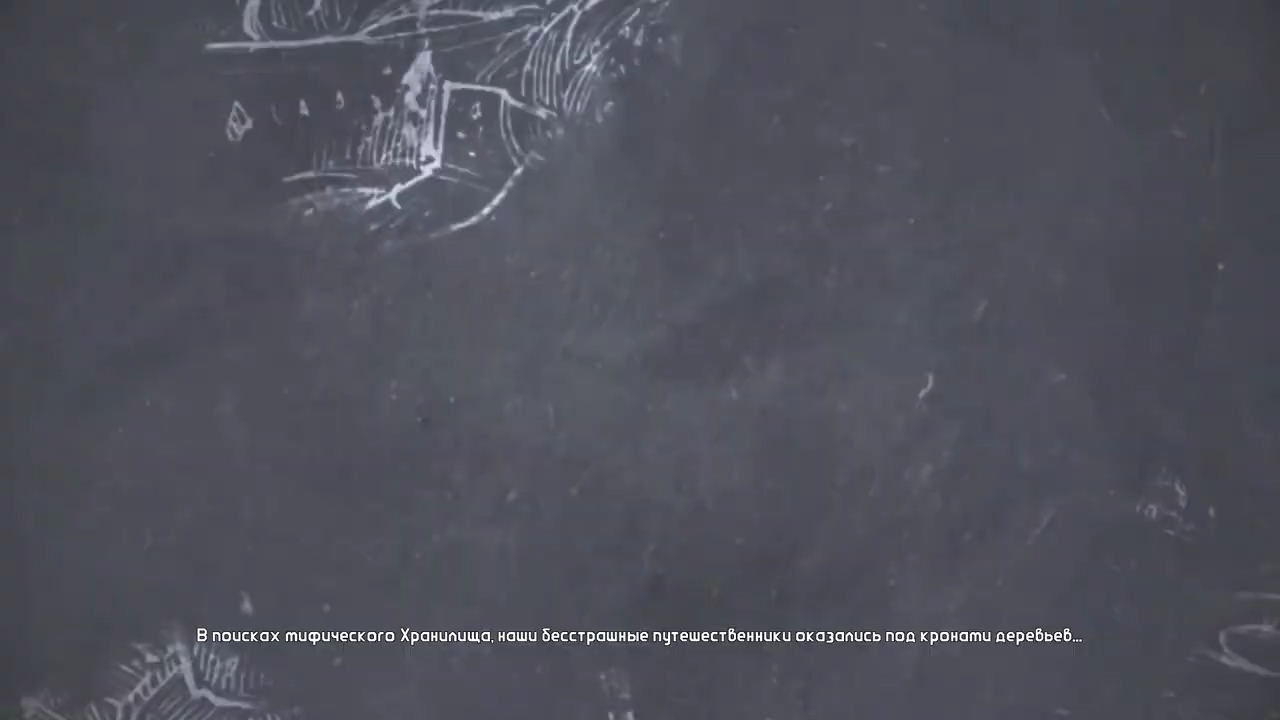 В поисках мифического Хранилища, наши бесстрашные путешественники оказались под кронами деревьев...